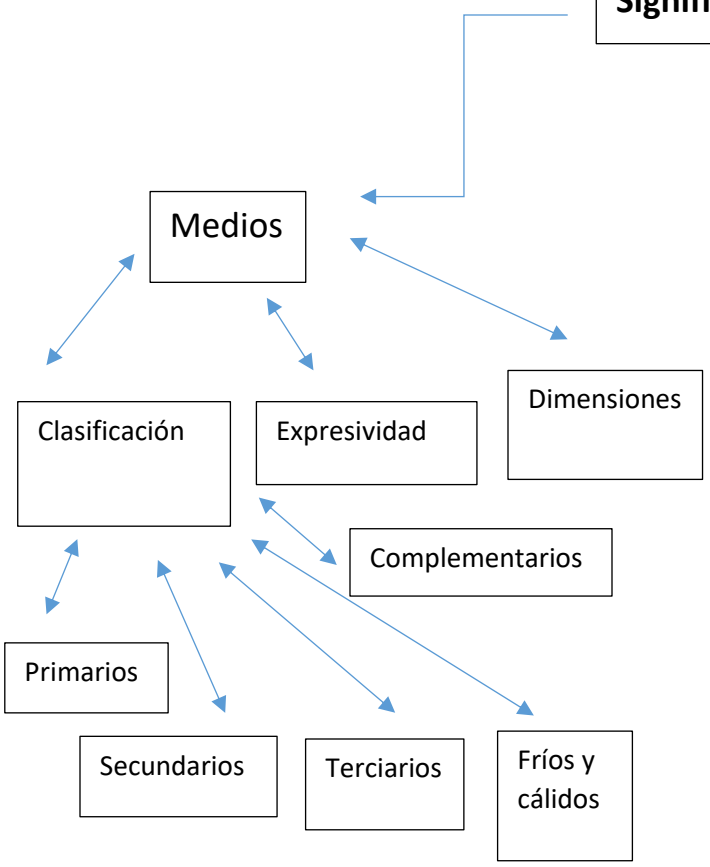 Medios
Dimensiones
Clasificación
Expresividad
Complementarios
Primarios
Secundarios
Terciarios
Fríos y
cálidos